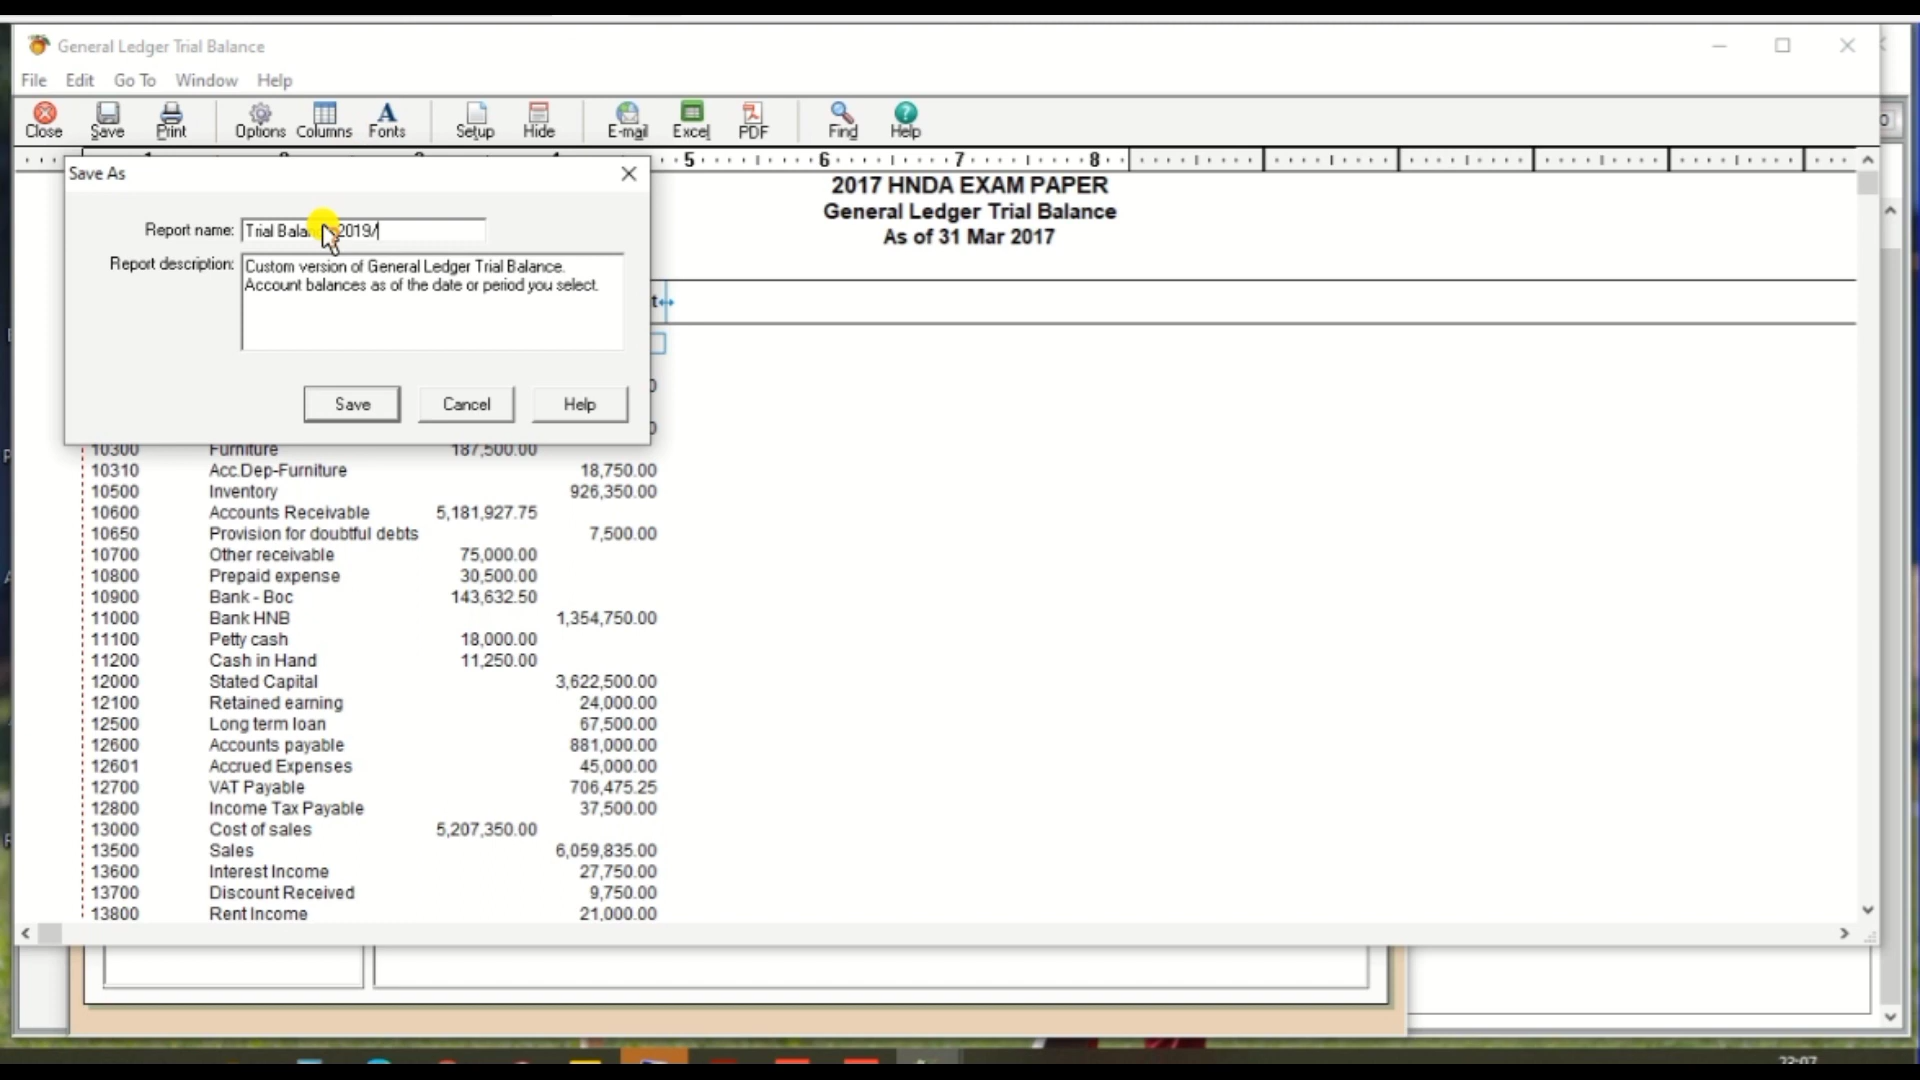 General Ledger Trial Balance
File Edit Go To Window Help
Close Save Print Options Columns Fonts Setup Hide E-mail Excel PDF Find Help
5 6 7 8
Save As
Report name: Trial Balan 2019/
Report description: Custom version of General Ledger Trial Balance.
Account balances as of the date or period you select.
Save Cancel Help
2017 HNDA EXAM PAPER
General Ledger Trial Balance
As of 31 Mar 2017
10300 Furniture 187,500.00
10310 Acc.Dep-Furniture 18,750.00
10500 Inventory 926,350.00
10600 Accounts Receivable 5,181,927.75
10650 Provision for doubtful debts 7,500.00
10700 Other receivable 75,000.00
10800 Prepaid expense 30,500.00
10900 Bank - Boc 143,632.50
11000 Bank HNB 1,354,750.00
11100 Petty cash 18,000.00
11200 Cash in Hand 11,250.00
12000 Stated Capital 3,622,500.00
12100 Retained earning 24,000.00
12500 Long term loan 67,500.00
12600 Accounts payable 881,000.00
12601 Accrued Expenses 45,000.00
12700 VAT Payable 706,475.25
12800 Income Tax Payable 37,500.00
13000 Cost of sales 5,207,350.00
13500 Sales 6,059,835.00
13600 Interest Income 27,750.00
13700 Discount Received 9,750.00
13800 Rent Income 21,000.00